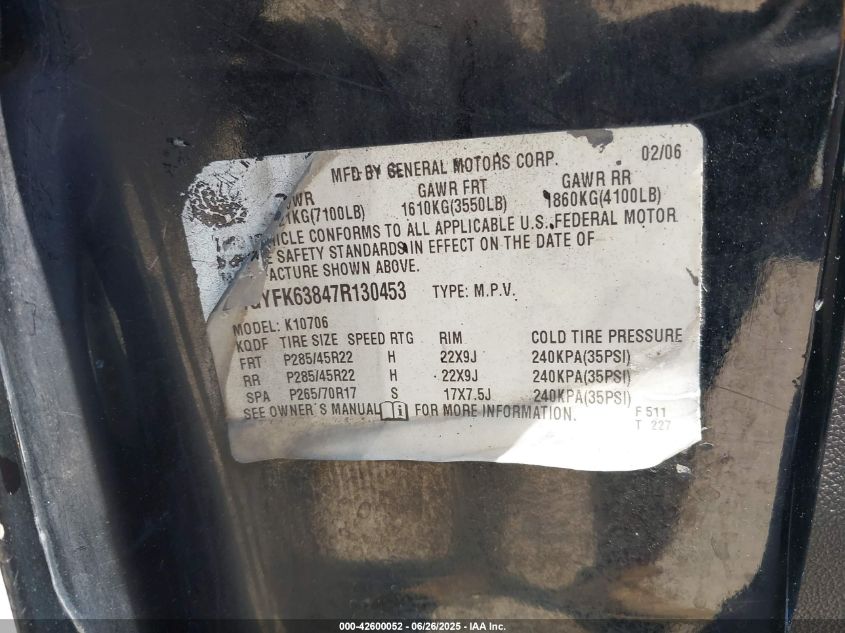 MFD BY GENERAL MOTORS CORP. 02/06
GAWR FRT GAWR RR
1KG(7100LB) 1610KG(3550LB) 1860KG(4100LB)
CLE CONFORMS TO ALL APPLICABLE U.S. FEDERAL MOTOR
SAFETY STANDARDS IN EFFECT ON THE DATE OF
ACTURE SHOWN ABOVE.
YFK63847R130453 TYPE: M.P.V.
MODEL: K10706
KQDF TIRE SIZE SPEED RTG RIM COLD TIRE PRESSURE
FRT P285/45R22 H 22X9J 240KPA(35PSI)
RR P285/45R22 H 22X9J 240KPA(35PSI)
SPA P265/70R17 S 17X7.5J 240KPA(35PSI)
SEE OWNER'S MANUAL FOR MORE INFORMATION.
F 511
T 227
000-42600052 - 06/26/2025 - IAA Inc.